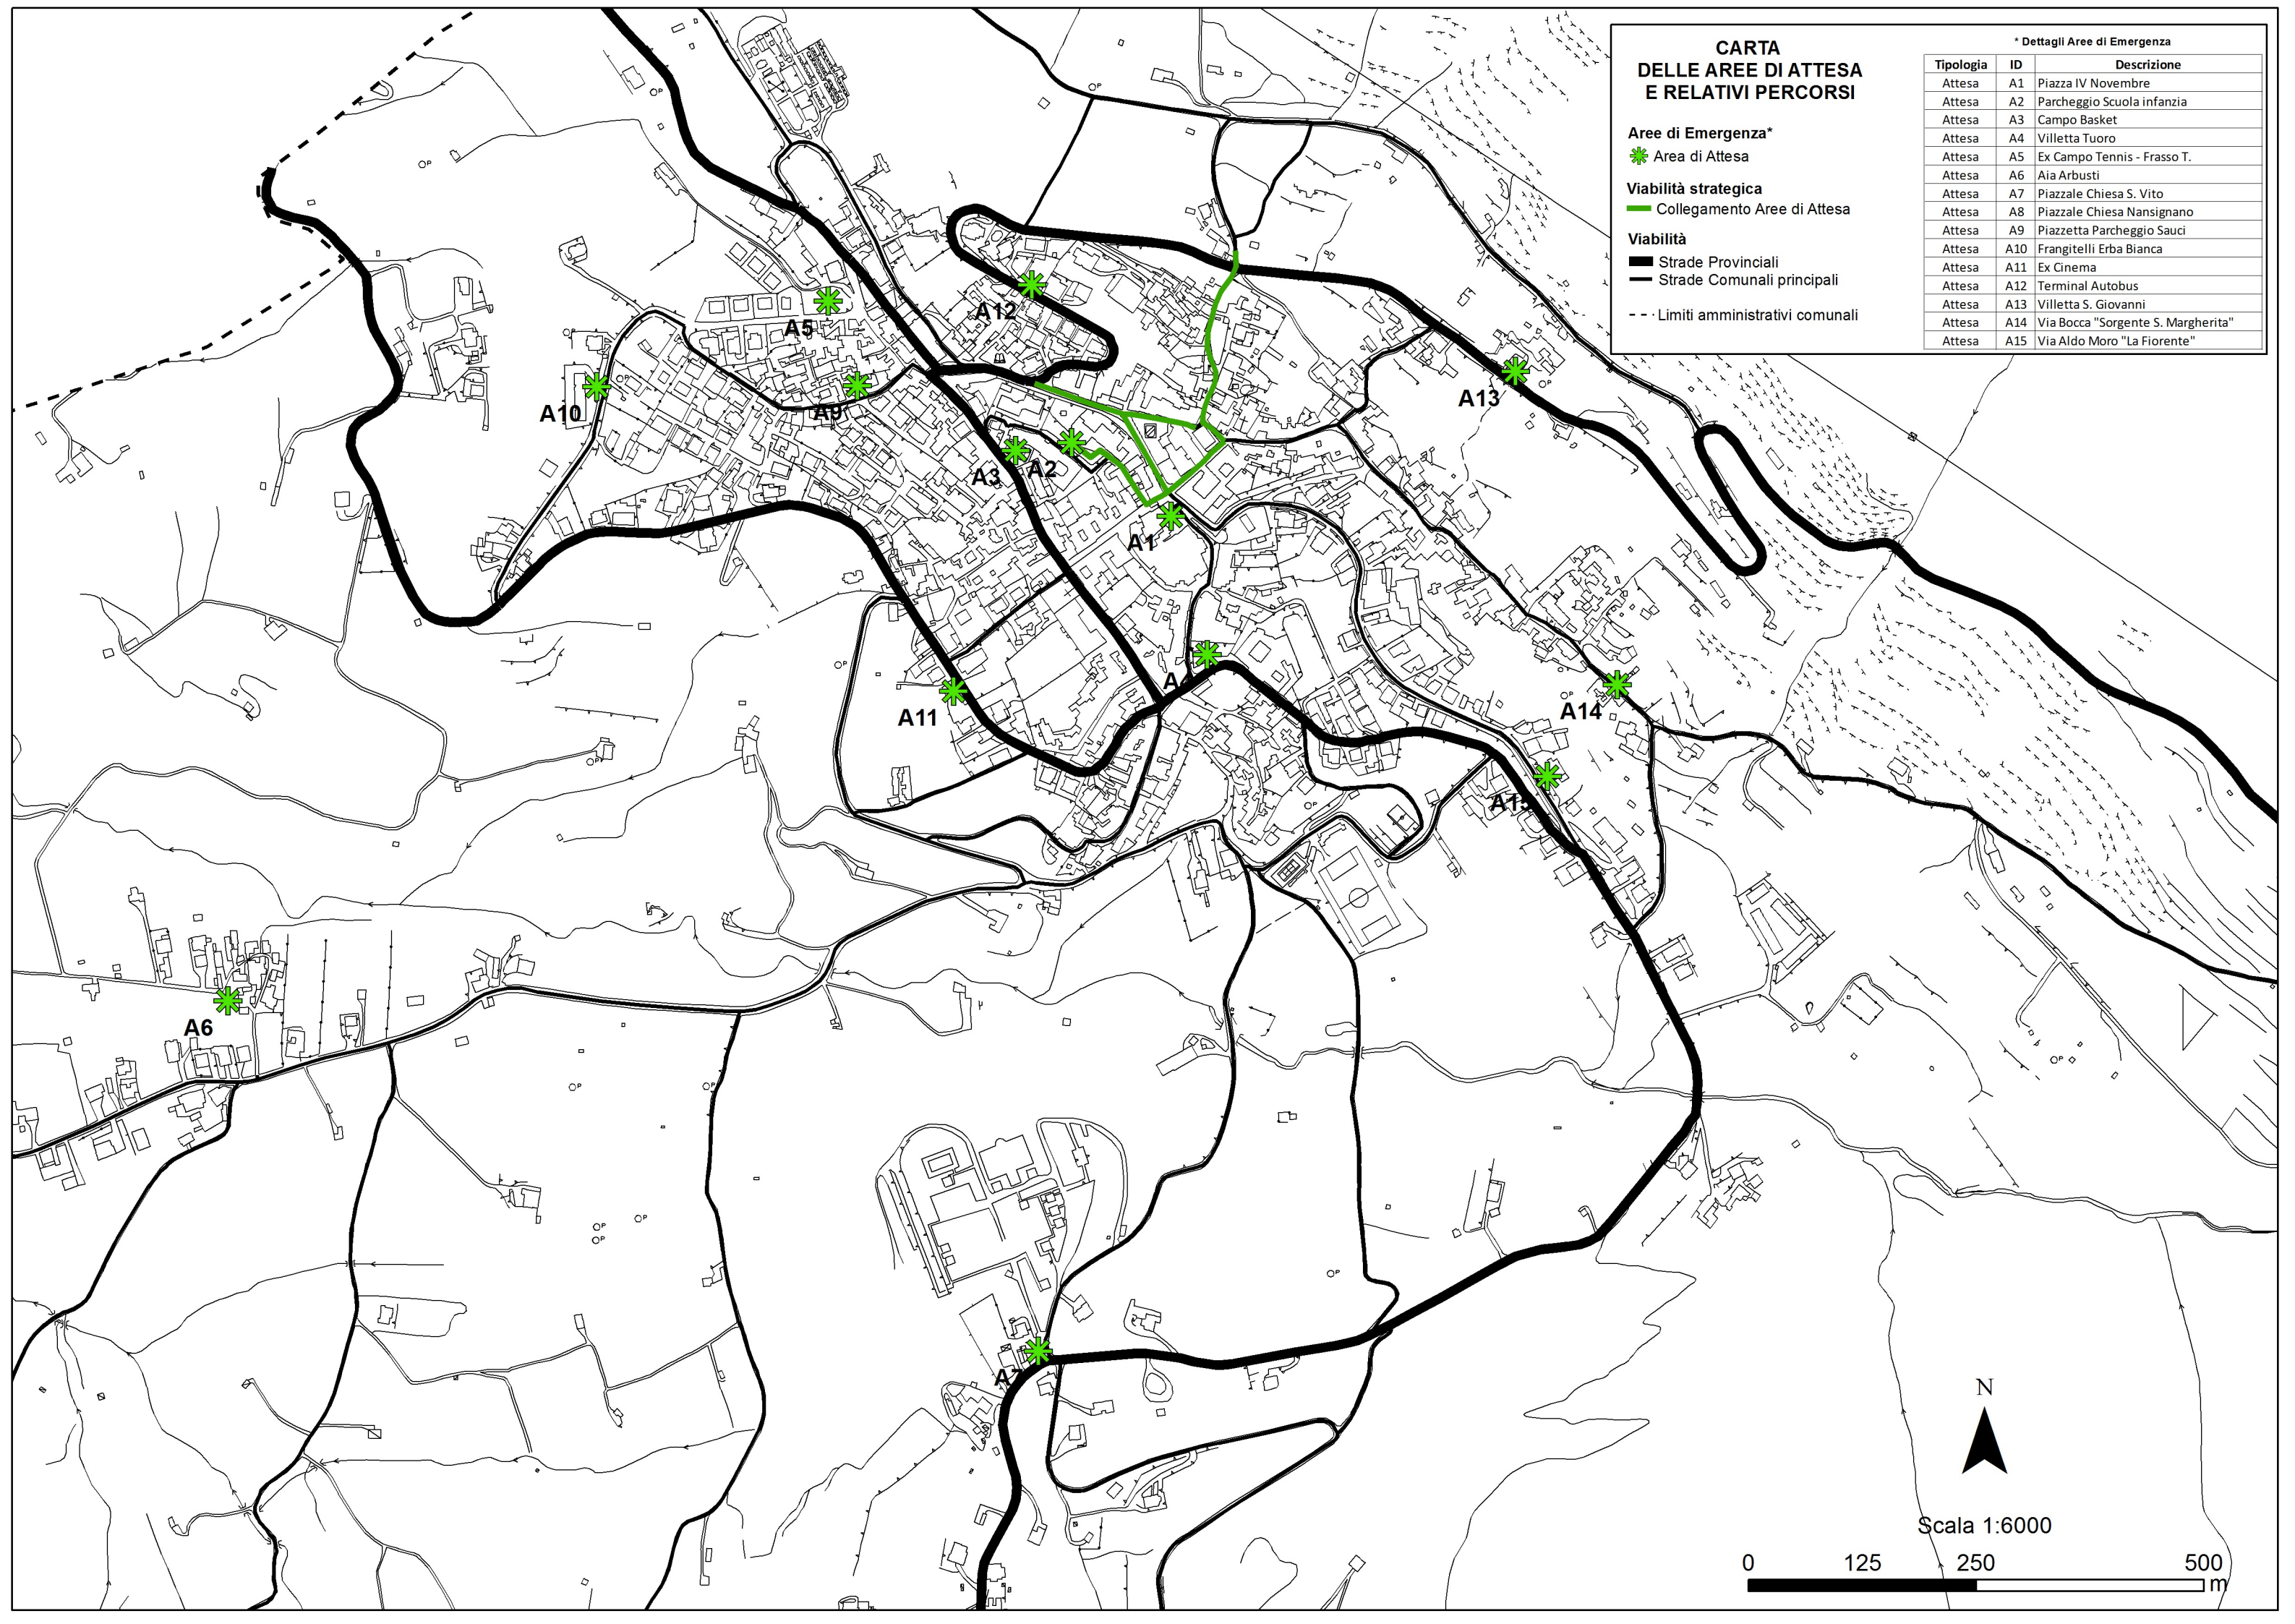 CARTA
DELLE AREE DI ATTESA
E RELATIVI PERCORSI
Aree di Emergenza*
Area di Attesa
Viabilità strategica
Collegamento Aree di Attesa
Viabilità
Strade Provinciali
Strade Comunali principali
Limiti amministrativi comunali
* Dettagli Aree di Emergenza
Tipologia ID Descrizione
Attesa A1 Piazza IV Novembre
Attesa A2 Parcheggio Scuola infanzia
Attesa A3 Campo Basket
Attesa A4 Villetta Tuoro
Attesa A5 Ex Campo Tennis - Frasso T.
Attesa A6 Aia Arbusti
Attesa A7 Piazzale Chiesa S. Vito
Attesa A8 Piazzale Chiesa Nansignano
Attesa A9 Piazzetta Parcheggio Sauci
Attesa A10 Frangitelli Erba Bianca
Attesa A11 Ex Cinema
Attesa A12 Terminal Autobus
Attesa A13 Villetta S. Giovanni
Attesa A14 Via Bocca "Sorgente S. Margherita"
Attesa A15 Via Aldo Moro "La Fiorente"
A12
A5
A13
A10
A9
A3
A2
A1
A4
A11
A14
A15
A6
A7
N
Scala 1:6000
0 125 250 500
m